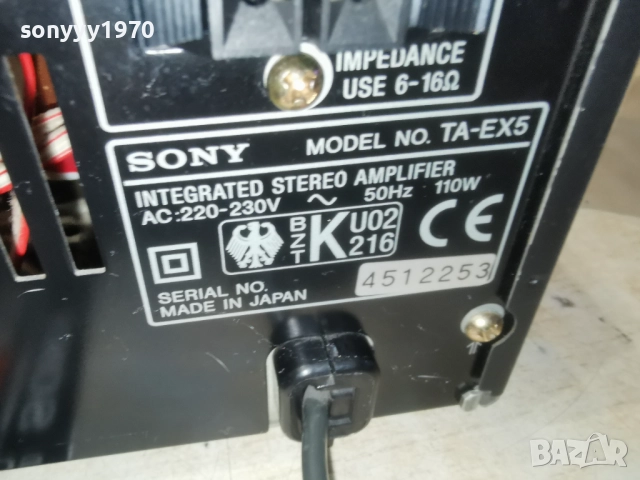 sonyyy1970
IMPEDANCE
USE 6-16Ω
SONY MODEL NO. TA-EX5
INTEGRATED STEREO AMPLIFIER
AC:220-230V ~ 50Hz 110W
BZT K U02 216 CE
SERIAL NO. 4512253
MADE IN JAPAN
BAZAR